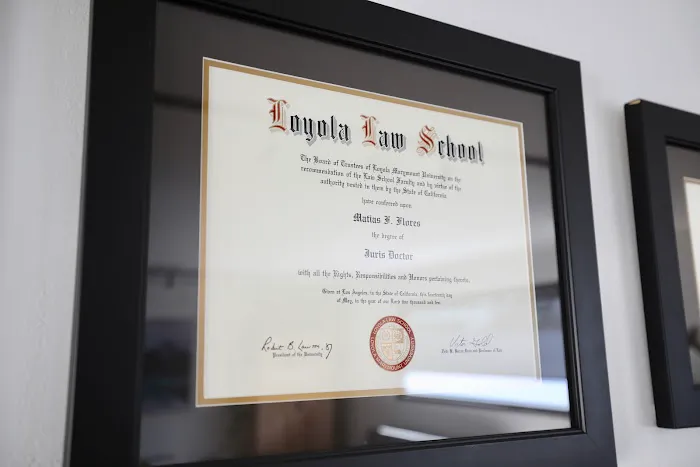 Loyola Law School
The Board of Trustees of Loyola Marymount University on the
recommendation of the Law School Faculty and by virtue of the
authority vested in them by the State of California
have conferred upon
Matias F. Flores
the degree of
Juris Doctor
with all the Rights, Responsibilities and Honors pertaining thereto.
Given at Los Angeles, in the State of California, this
day
of May, in the year of our Lord two thousand and
President of the University